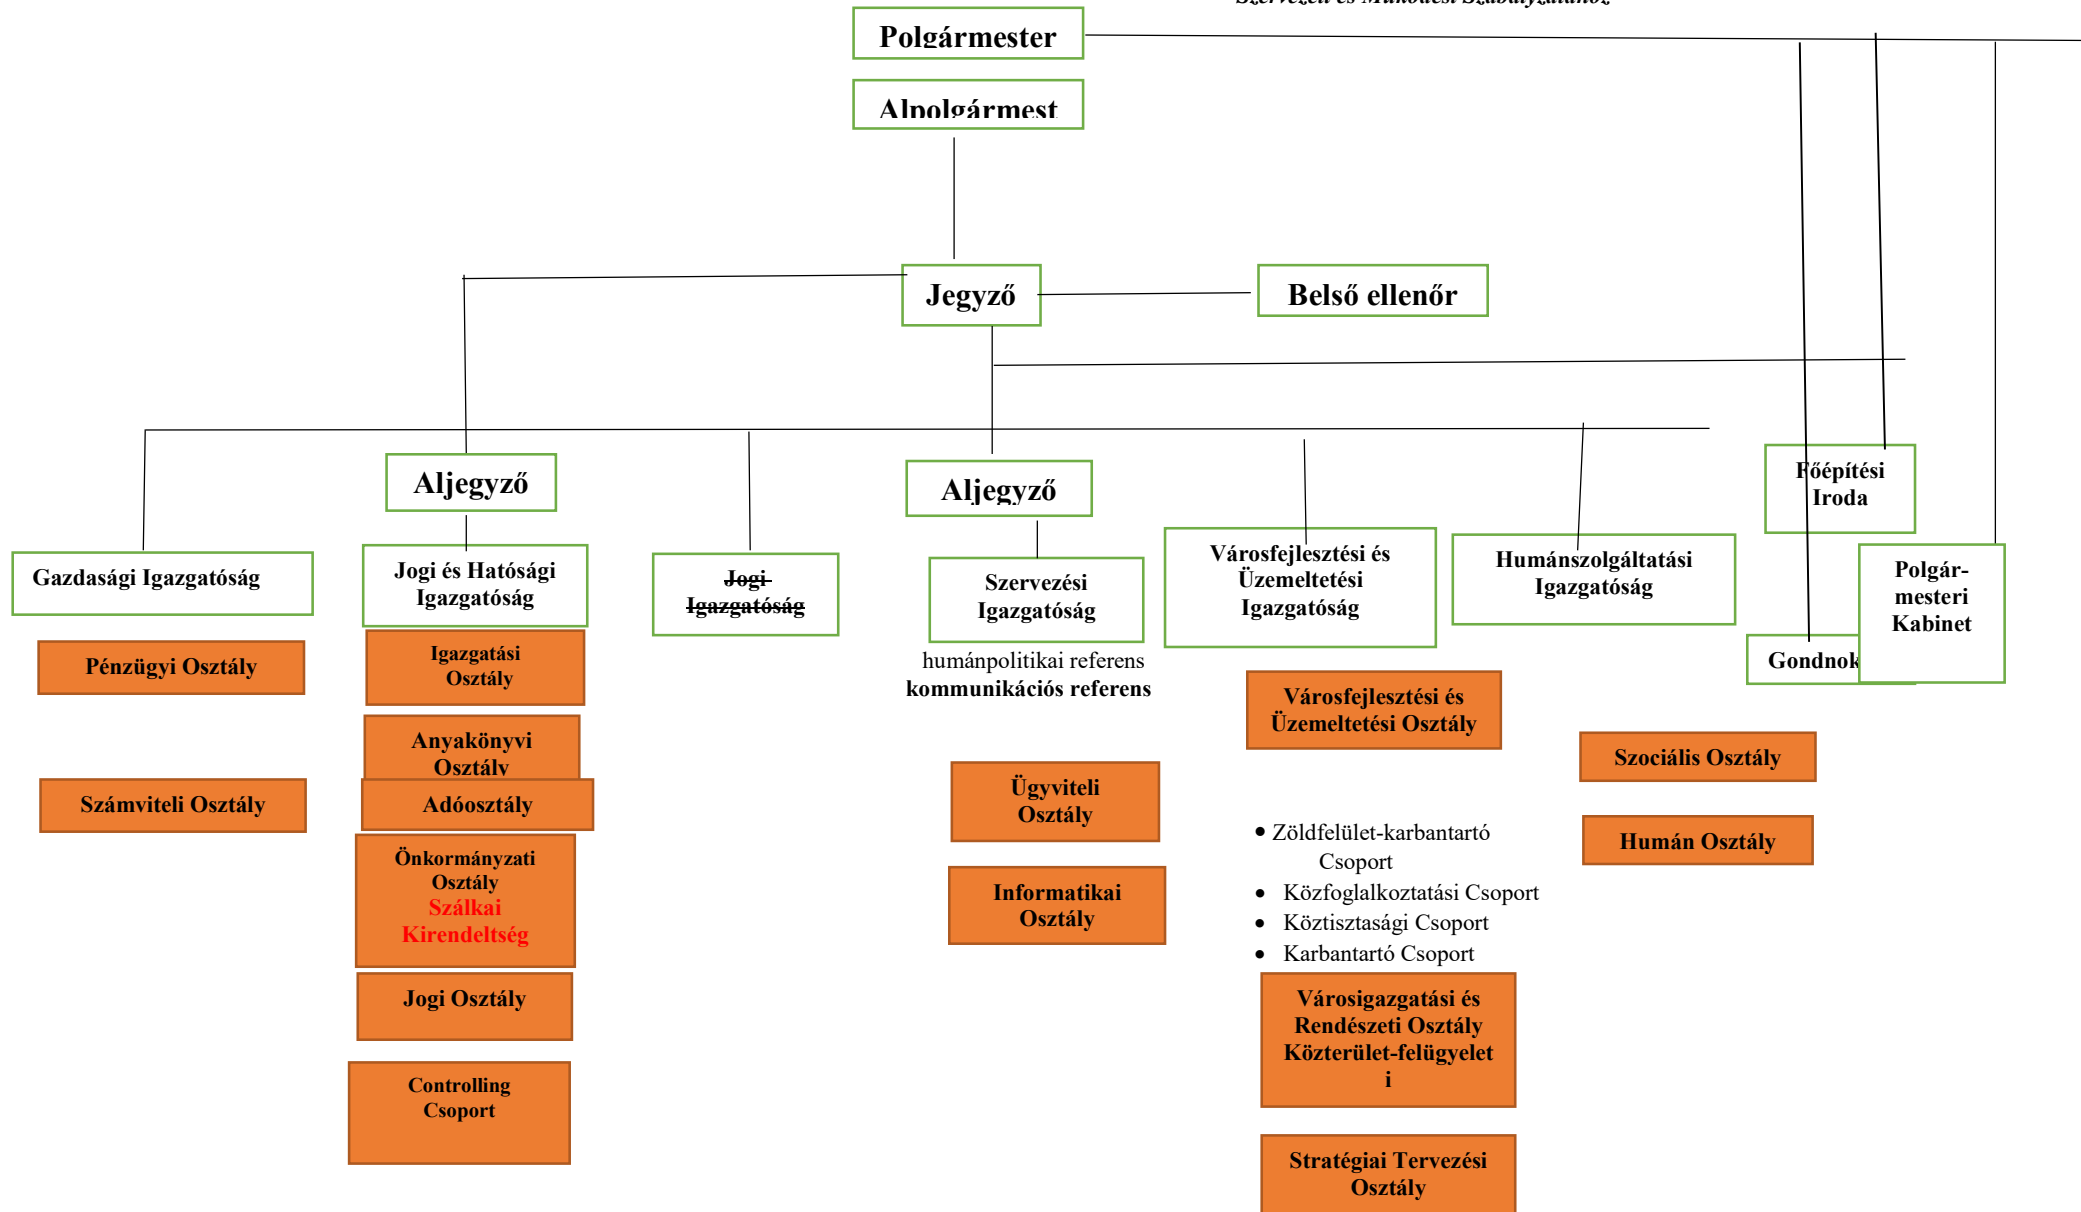 Szervezeti és Működési Szabályzatához
Polgármester
Alpolgármest
Jegyző
Belső ellenőr
Aljegyző
Aljegyző
Főépítési
Iroda
Gazdasági Igazgatóság
Jogi és Hatósági
Igazgatóság
Jogi
Igazgatóság
Szervezési
Igazgatóság
humánpolitikai referens
kommunikációs referens
Városfejlesztési és
Üzemeltetési
Igazgatóság
Humánszolgáltatási
Igazgatóság
Gondnok
Polgár-
mesteri
Kabinet
Pénzügyi Osztály
Számviteli Osztály
Igazgatási
Osztály
Anyakönyvi
Osztály
Adóosztály
Önkormányzati
Osztály
Szálkai
Kirendeltség
Jogi Osztály
Controlling
Csoport
Ügyviteli
Osztály
Informatikai
Osztály
Városfejlesztési és
Üzemeltetési Osztály
• Zöldfelület-karbantartó
Csoport
• Közfoglalkoztatási Csoport
• Köztisztasági Csoport
• Karbantartó Csoport
Városigazgatási és
Rendészeti Osztály
Közterület-felügyelet
i
Stratégiai Tervezési
Osztály
Szociális Osztály
Humán Osztály